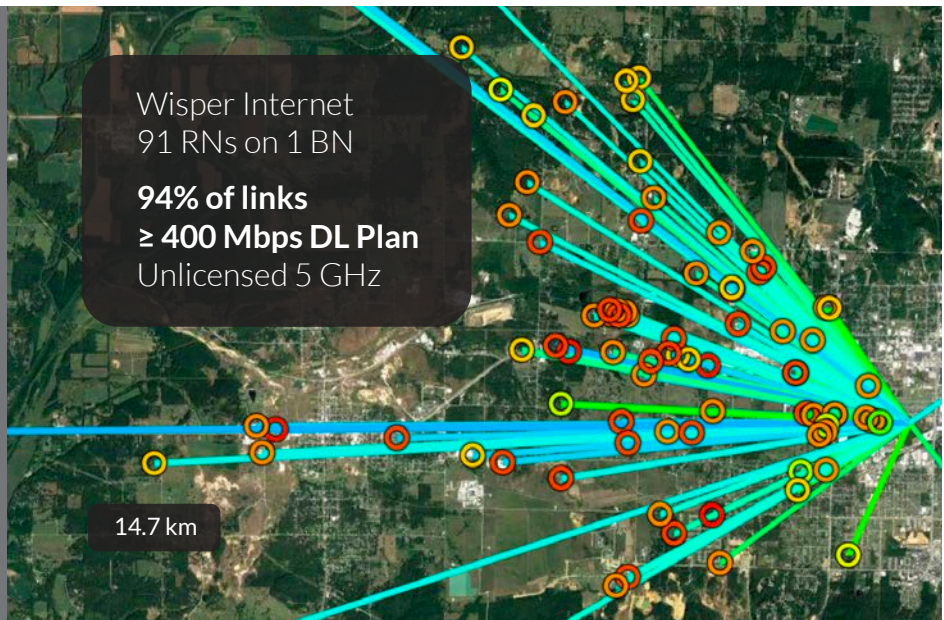 Wisper Internet
91 RNs on 1 BN
94% of links
≥ 400 Mbps DL Plan
Unlicensed 5 GHz
14.7 km